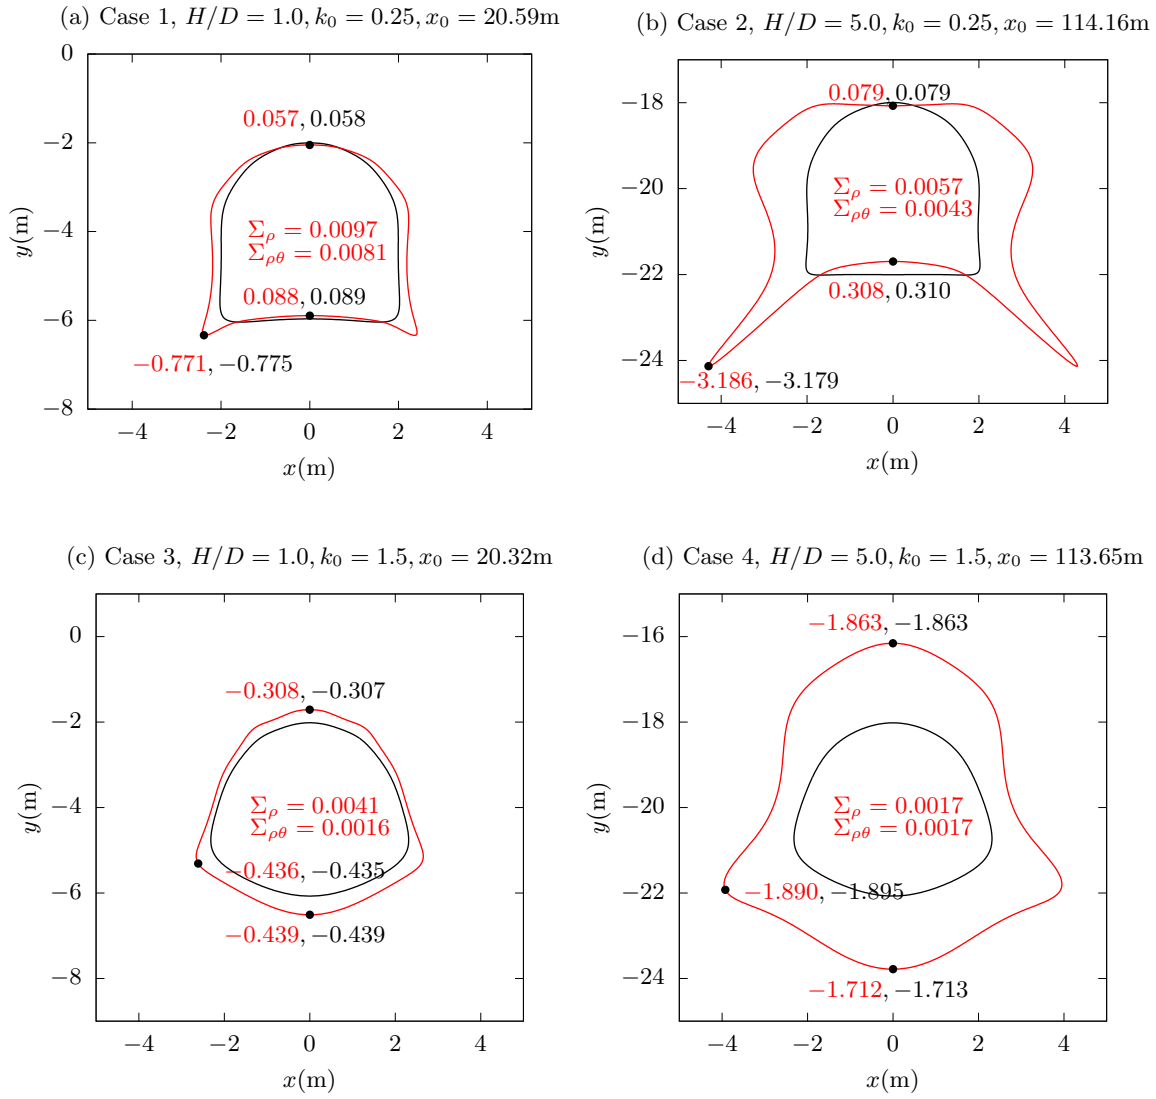 (a) Case 1, H/D = 1.0, k₀ = 0.25, x₀ = 20.59m
0
−2
−4
−6
−8
y(m)
0.057, 0.058
Σρ = 0.0097
Σρθ = 0.0081
0.088, 0.089
−0.771, −0.775
−4 −2 0 2 4
x(m)
(b) Case 2, H/D = 5.0, k₀ = 0.25, x₀ = 114.16m
−18
−20
−22
−24
y(m)
0.079, 0.079
Σρ = 0.0057
Σρθ = 0.0043
0.308, 0.310
−3.186, −3.179
−4 −2 0 2 4
x(m)
(c) Case 3, H/D = 1.0, k₀ = 1.5, x₀ = 20.32m
0
−2
−4
−6
−8
y(m)
−0.308, −0.307
Σρ = 0.0041
Σρθ = 0.0016
−0.436, −0.435
−0.439, −0.439
−4 −2 0 2 4
x(m)
(d) Case 4, H/D = 5.0, k₀ = 1.5, x₀ = 113.65m
−16
−18
−20
−22
−24
y(m)
−1.863, −1.863
Σρ = 0.0017
Σρθ = 0.0017
−1.890, −1.895
−1.712, −1.713
−4 −2 0 2 4
x(m)